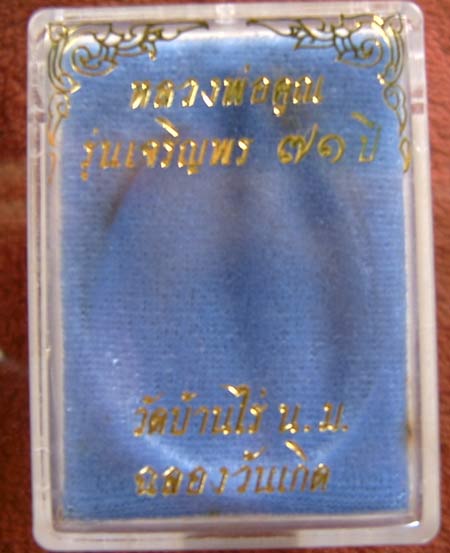 หลวงพ่อคูณ
รุ่นเจริญพร ๗๑ ปี
วัดบ้านไร่ น.ม.
ฉลองวันเกิด